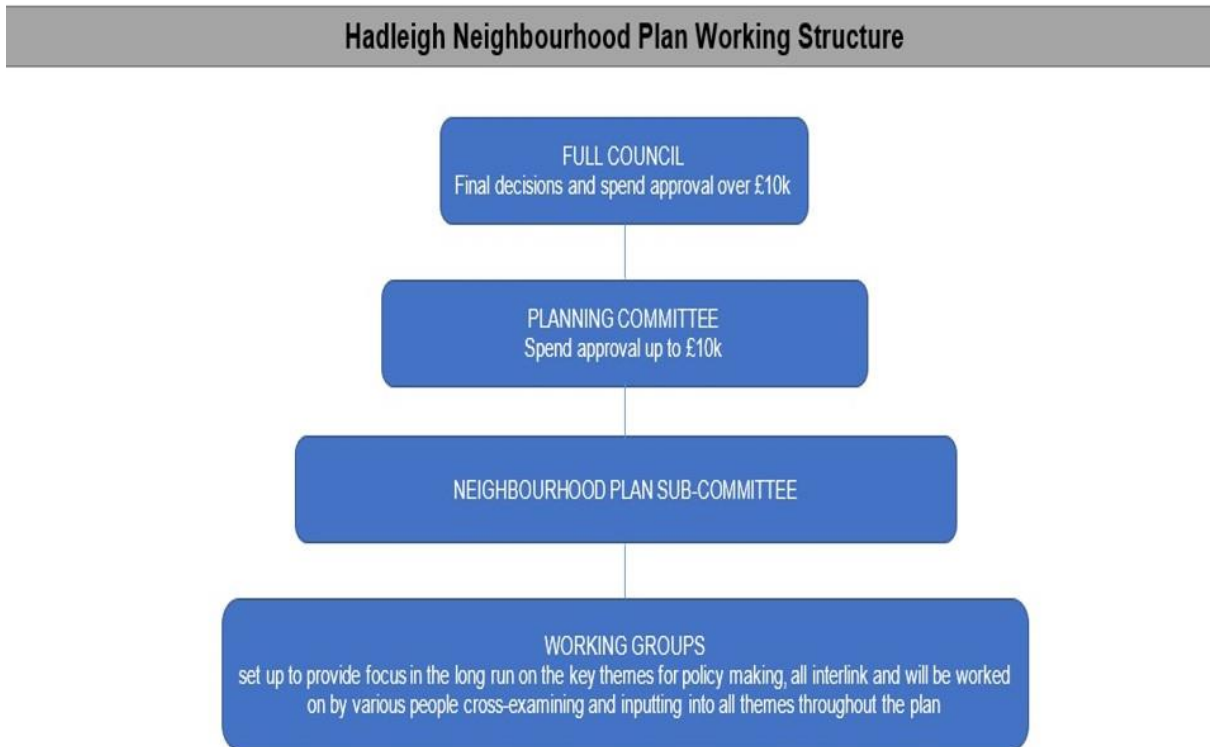 Hadleigh Neighbourhood Plan Working Structure
FULL COUNCIL
Final decisions and spend approval over £10k
PLANNING COMMITTEE
Spend approval up to £10k
NEIGHBOURHOOD PLAN SUB-COMMITTEE
WORKING GROUPS
set up to provide focus in the long run on the key themes for policy making, all interlink and will be worked
on by various people cross-examining and inputting into all themes throughout the plan